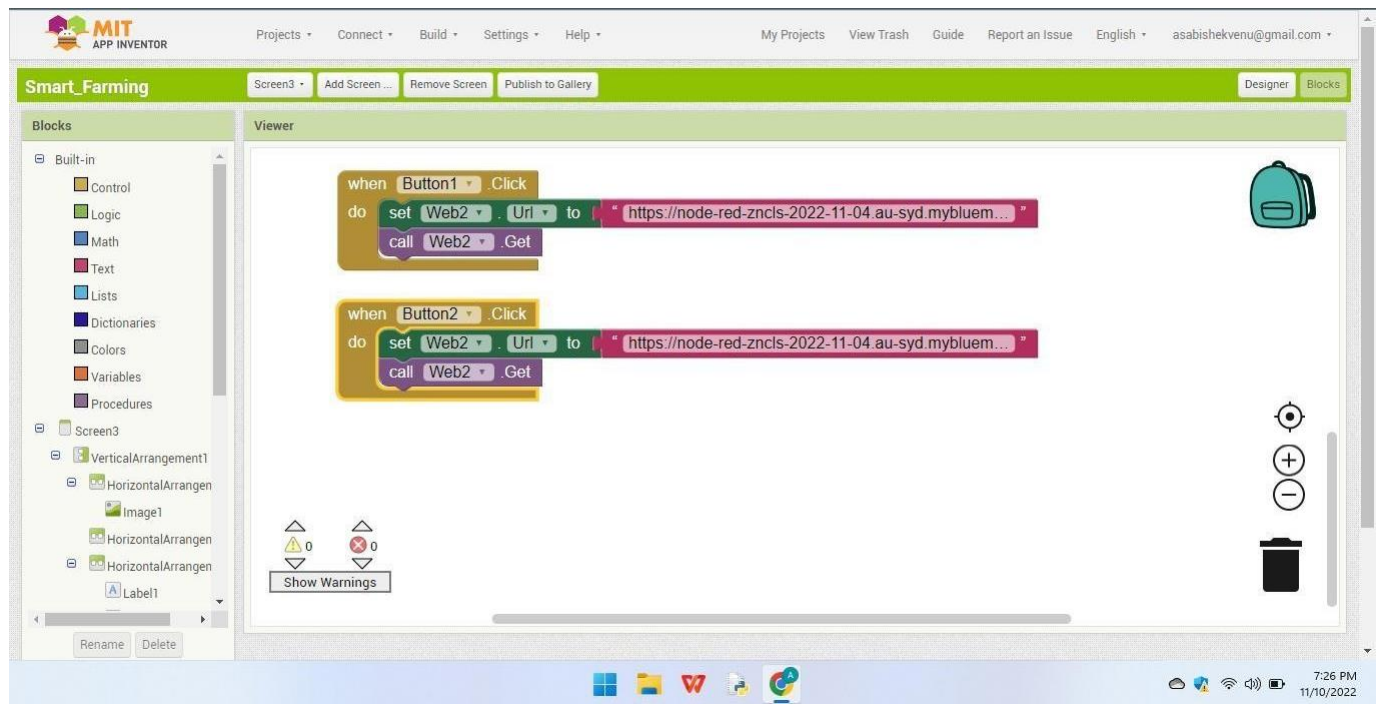 MIT
APP INVENTOR
Projects Connect Build Settings Help My Projects View Trash Guide Report an Issue English asabishekvenu@gmail.com
Smart_Farming Screen3 Add Screen ... Remove Screen Publish to Gallery Designer Blocks
Blocks Viewer
Built-in
Control
Logic
Math
Text
Lists
Dictionaries
Colors
Variables
Procedures
Screen3
VerticalArrangement1
HorizontalArrangen
Image1
HorizontalArrangen
HorizontalArrangen
Label1
Rename Delete
when Button1 .Click
do set Web2 . Url to " https://node-red-zncls-2022-11-04.au-syd.mybluem... "
call Web2 .Get
when Button2 .Click
do set Web2 . Url to " https://node-red-zncls-2022-11-04.au-syd.mybluem... "
call Web2 .Get
0 0
Show Warnings
7:26 PM
11/10/2022